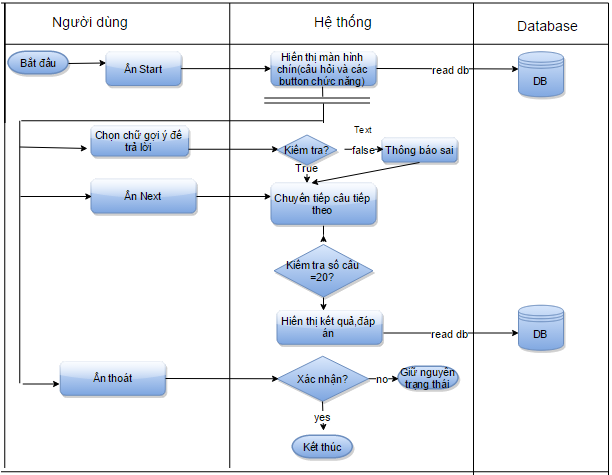 Người dùng
Hệ thống
Database
Bắt đầu
Ấn Start
Hiển thị màn hình
chín(câu hỏi và các
button chức năng)
read db
DB
Chọn chữ gợi ý để
trả lời
Kiểm tra?
Text
false
Thông báo sai
True
Ấn Next
Chuyển tiếp câu tiếp
theo
Kiểm tra số câu
=20?
Hiển thị kết quả,đáp
án
read db
DB
Ấn thoát
Xác nhận?
no
Giữ nguyên
trạng thái
yes
Kết thúc